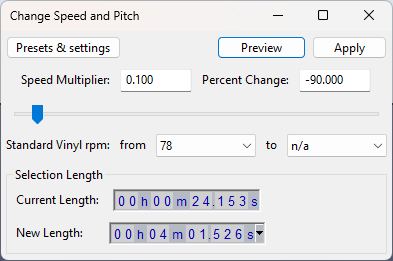 Change Speed and Pitch
Presets & settings Preview Apply
Speed Multiplier: 0.100 Percent Change: -90.000
Standard Vinyl rpm: from 78 to n/a
Selection Length
Current Length: 00h00m24.153s
New Length: 00h04m01.526s